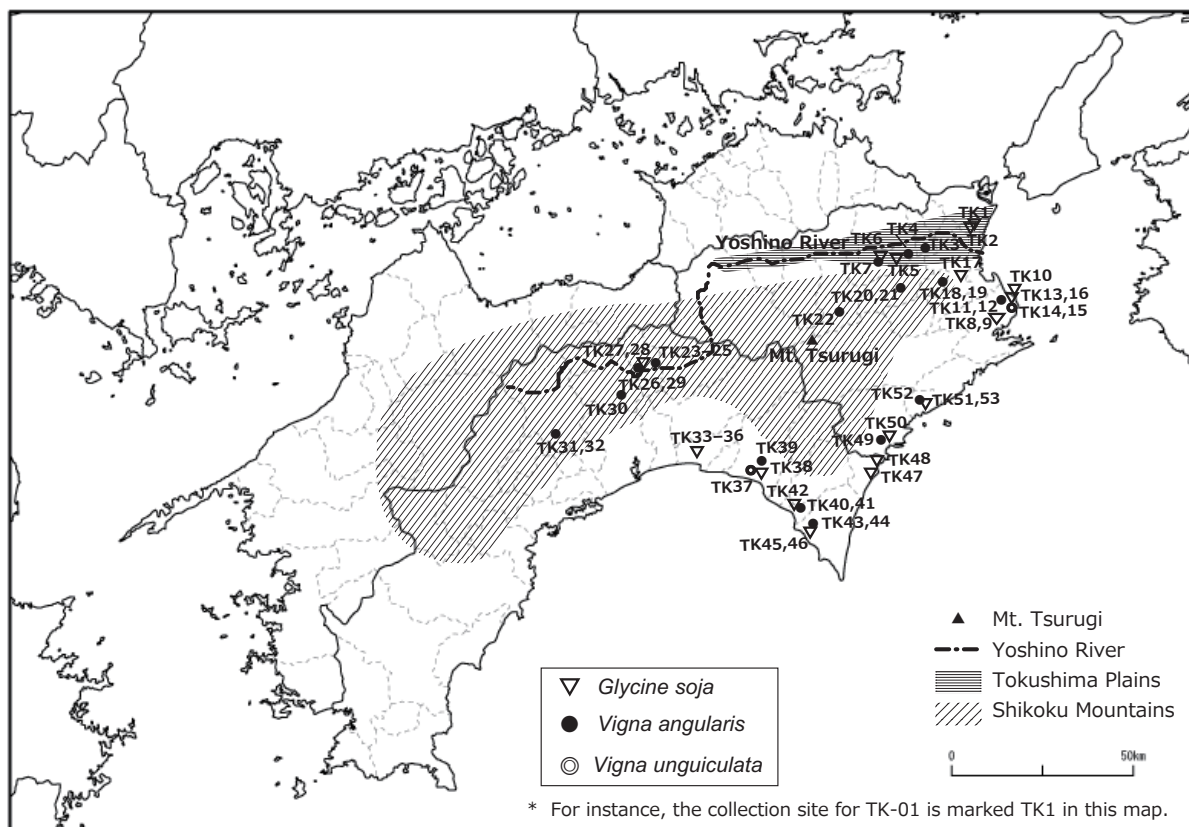 TK1
TK4
Yoshino River
TK6
TK3
TK2
TK7
TK5
TK17
TK10
TK20,21
TK18,19
TK13,16
TK11,12
TK14,15
TK22
TK8,9
Mt. Tsurugi
TK27,28
TK23–25
TK26,29
TK30
TK52
TK51,53
TK31,32
TK33–36
TK39
TK49
TK50
TK38
TK48
TK37
TK47
TK42
TK40,41
TK43,44
TK45,46
Mt. Tsurugi
Yoshino River
Tokushima Plains
Shikoku Mountains
Glycine soja
Vigna angularis
Vigna unguiculata
0 50km
* For instance, the collection site for TK-01 is marked TK1 in this map.